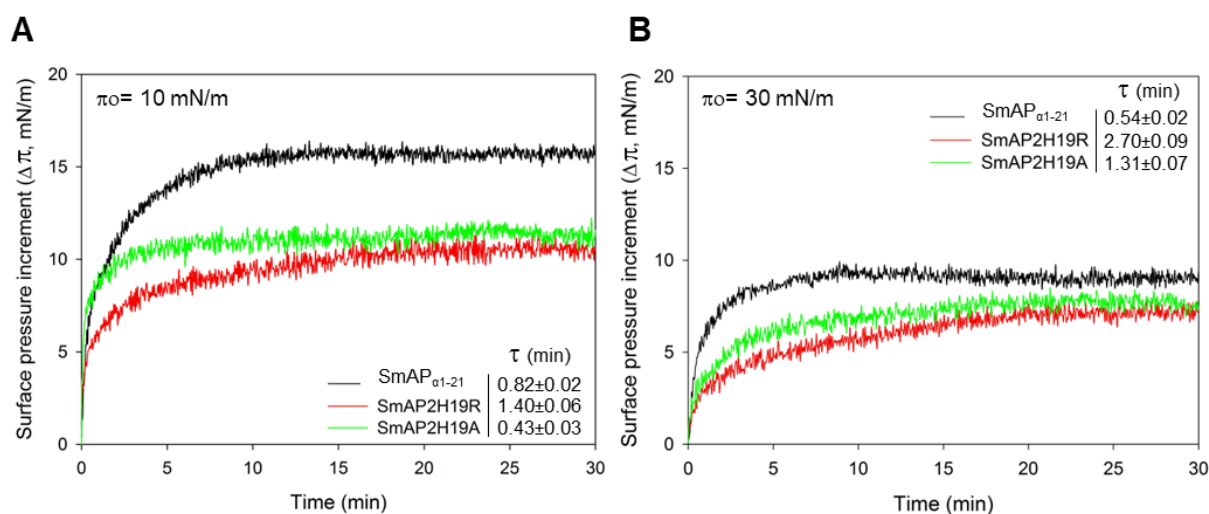 A
Surface pressure increment (Δπ, mN/m)
20
15
10
5
0
πo= 10 mN/m
τ (min)
SmAPα1-21 0.82±0.02
SmAP2H19R 1.40±0.06
SmAP2H19A 0.43±0.03
0 5 10 15 20 25 30
Time (min)
B
Surface pressure increment (Δπ, mN/m)
20
15
10
5
0
πo= 30 mN/m
τ (min)
SmAPα1-21 0.54±0.02
SmAP2H19R 2.70±0.09
SmAP2H19A 1.31±0.07
0 5 10 15 20 25 30
Time (min)